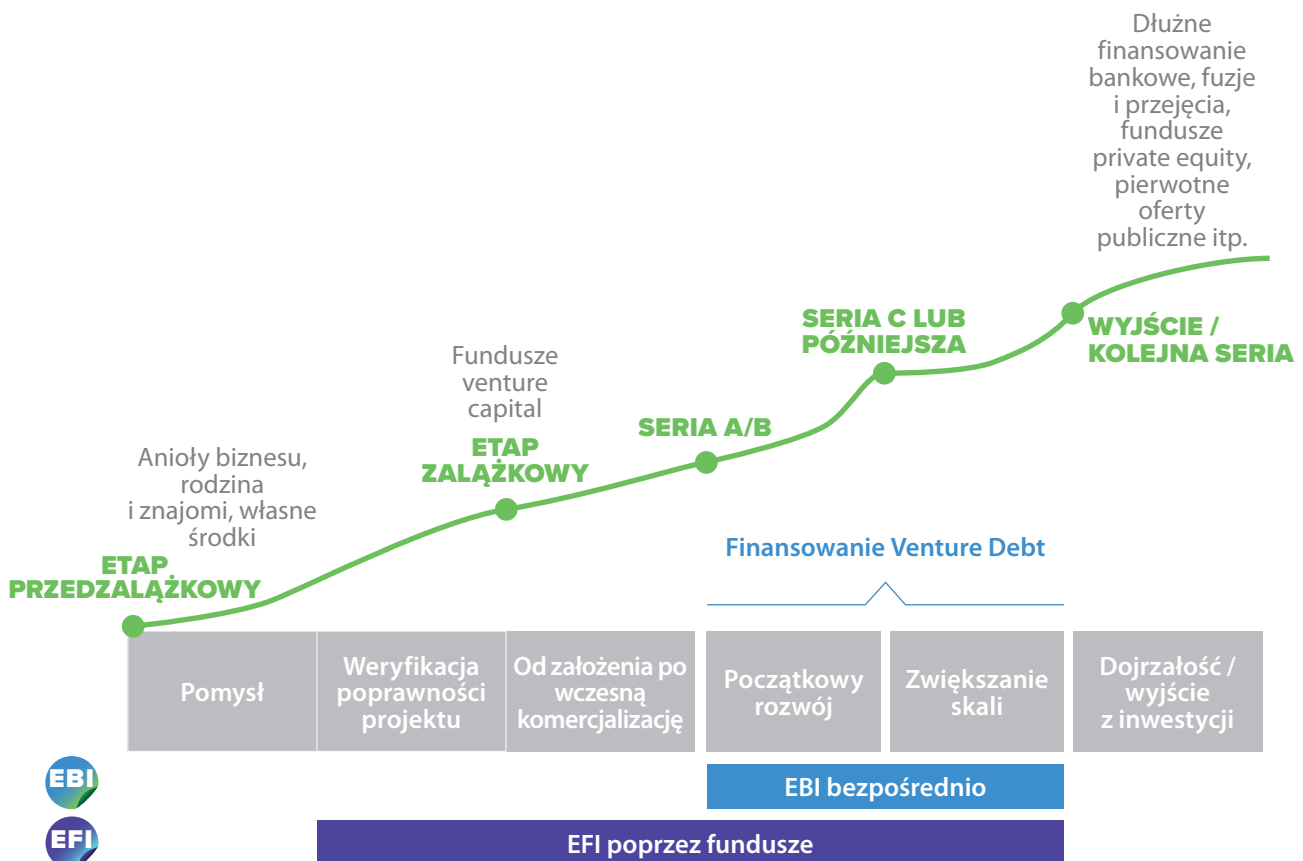 Dłużne
finansowanie
bankowe, fuzje
i przejęcia,
fundusze
private equity,
pierwotne
oferty
publiczne itp.
SERIA C LUB
PÓŹNIEJSZA
WYJŚCIE /
KOLEJNA SERIA
Fundusze
venture
capital
SERIA A/B
ETAP
ZALĄŻKOWY
Anioły biznesu,
rodzina
i znajomi, własne
środki
ETAP
PRZEDZALĄŻKOWY
Finansowanie Venture Debt
Pomysł
Weryfikacja
poprawności
projektu
Od założenia po
wczesną
komercjalizację
Początkowy
rozwój
Zwiększanie
skali
Dojrzałość /
wyjście
z inwestycji
EBI
EBI bezpośrednio
EFI
EFI poprzez fundusze